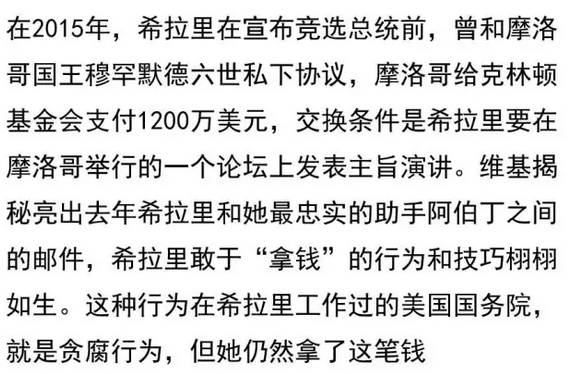 在2015年，希拉里在宣布竞选总统前，曾和摩洛
哥国王穆罕默德六世私下协议，摩洛哥给克林顿
基金会支付1200万美元，交换条件是希拉里要在
摩洛哥举行的一个论坛上发表主旨演讲。维基揭
秘亮出去年希拉里和她最忠实的助手阿伯丁之间
的邮件，希拉里敢于“拿钱”的行为和技巧栩栩
如生。这种行为在希拉里工作过的美国国务院，
就是贪腐行为，但她仍然拿了这笔钱